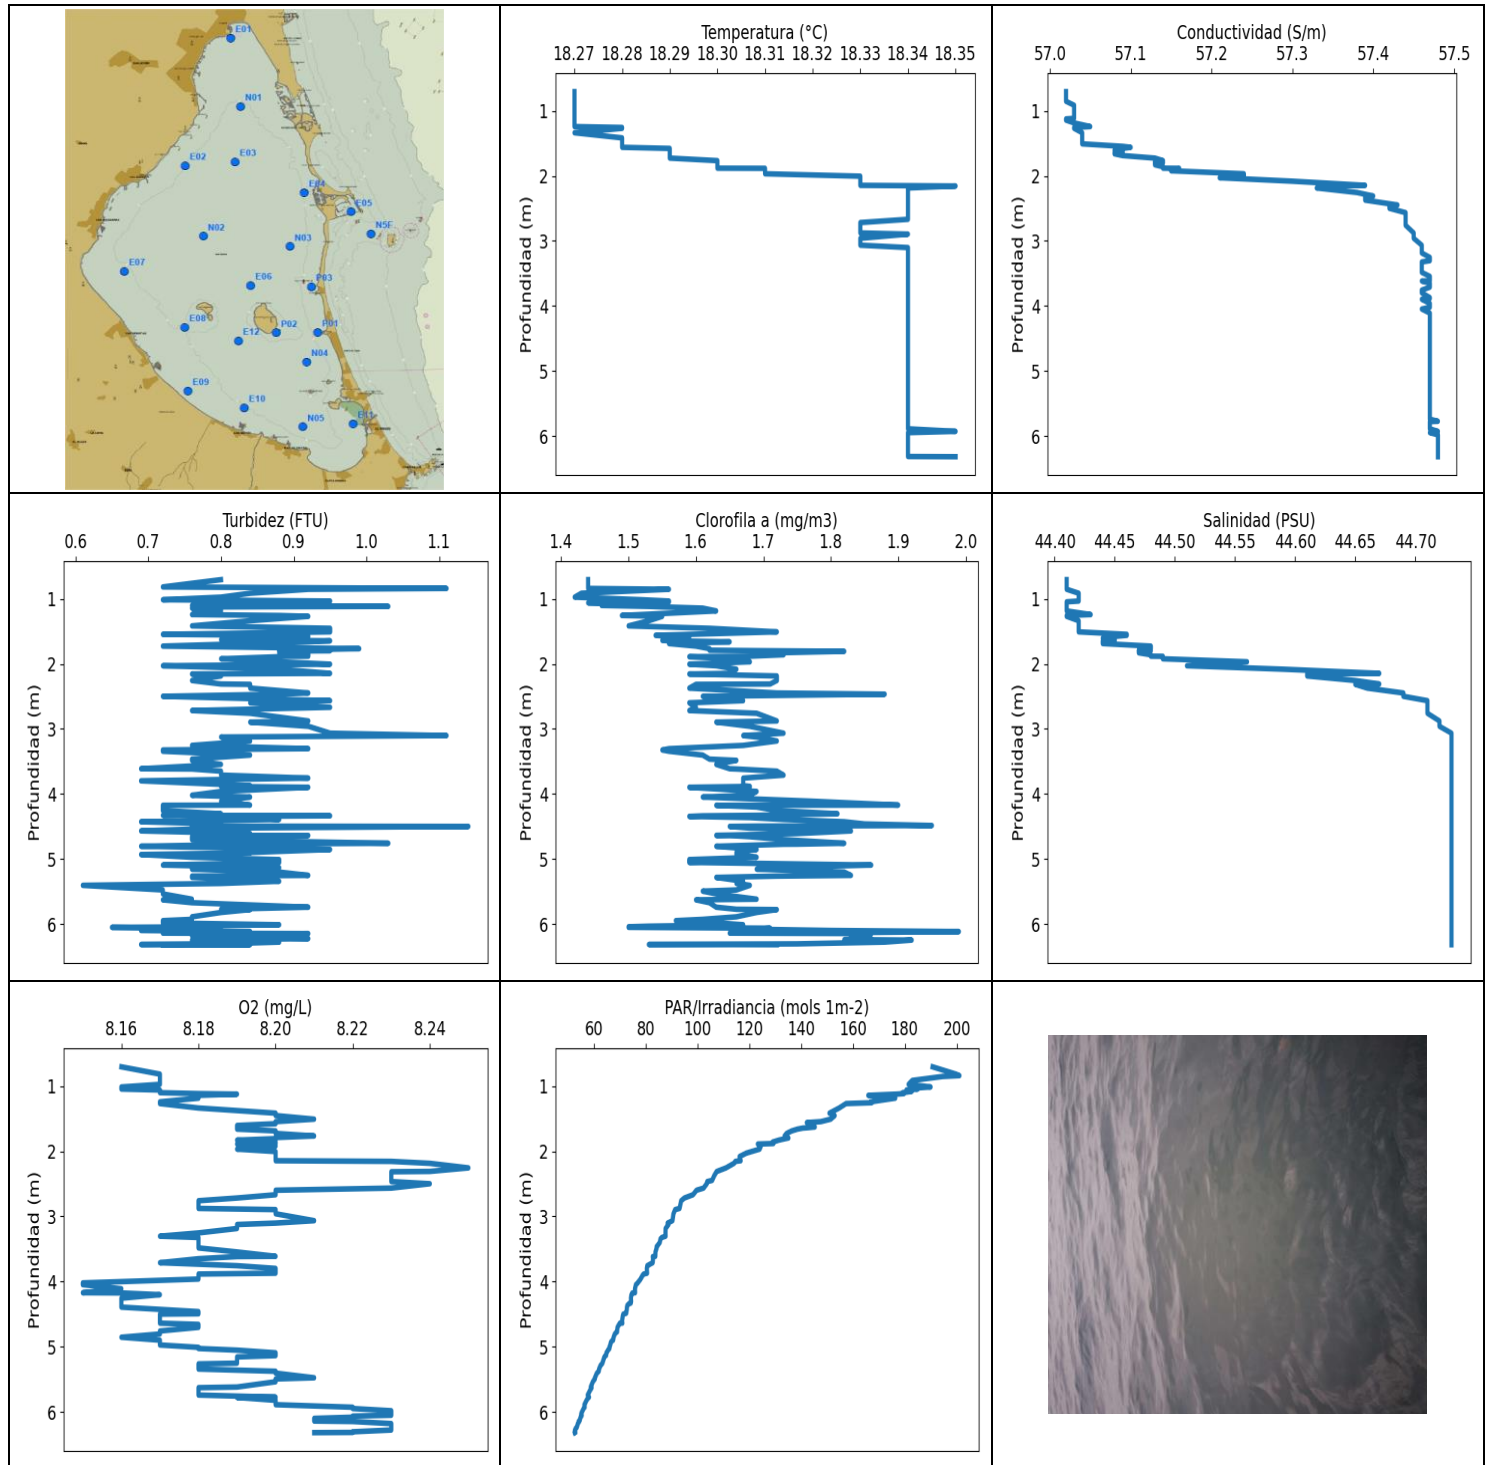 E01
N01
E02
E03
E04
E05
N5F
N02
N03
E07
E06
P03
E08
P02
P01
E12
N04
E09
E10
N05
E11
Temperatura (°C)
18.27 18.28 18.29 18.30 18.31 18.32 18.33 18.34 18.35
Profundidad (m)
1
2
3
4
5
6
Conductividad (S/m)
57.0 57.1 57.2 57.3 57.4 57.5
Profundidad (m)
1
2
3
4
5
6
Turbidez (FTU)
0.6 0.7 0.8 0.9 1.0 1.1
Profundidad (m)
1
2
3
4
5
6
Clorofila a (mg/m3)
1.4 1.5 1.6 1.7 1.8 1.9 2.0
Profundidad (m)
1
2
3
4
5
6
Salinidad (PSU)
44.40 44.45 44.50 44.55 44.60 44.65 44.70
Profundidad (m)
1
2
3
4
5
6
O2 (mg/L)
8.16 8.18 8.20 8.22 8.24
Profundidad (m)
1
2
3
4
5
6
PAR/Irradiancia (mols 1m-2)
60 80 100 120 140 160 180 200
Profundidad (m)
1
2
3
4
5
6